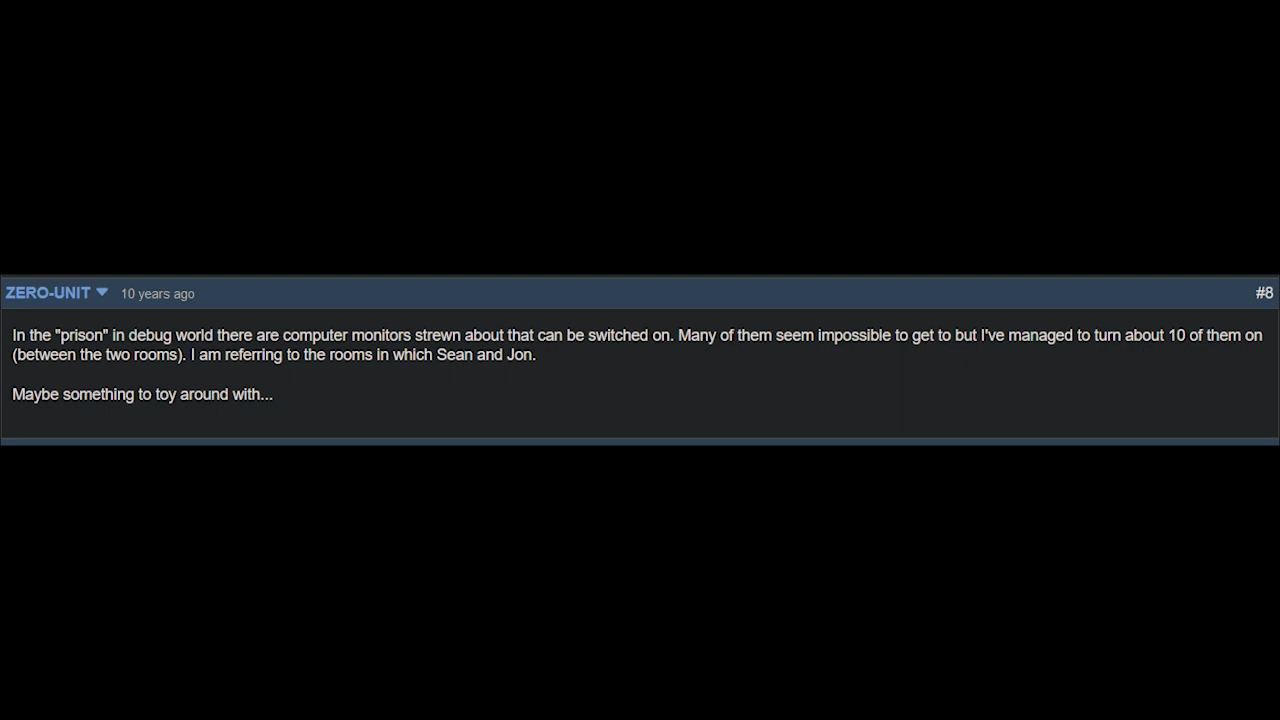 ZERO-UNIT 10 years ago #8
In the "prison" in debug world there are computer monitors strewn about that can be switched on. Many of them seem impossible to get to but I've managed to turn about 10 of them on
(between the two rooms). I am referring to the rooms in which Sean and Jon.
Maybe something to toy around with...